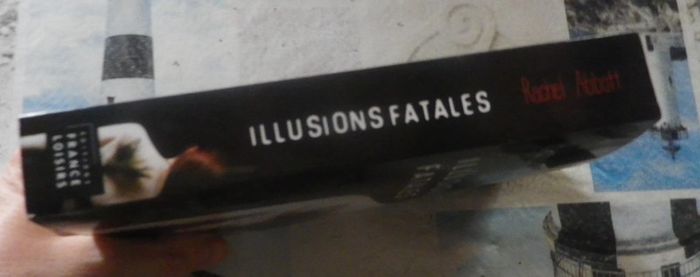 ILLUSIONS FATALES
Rachel Abbott
FRANCE
LOISIRS